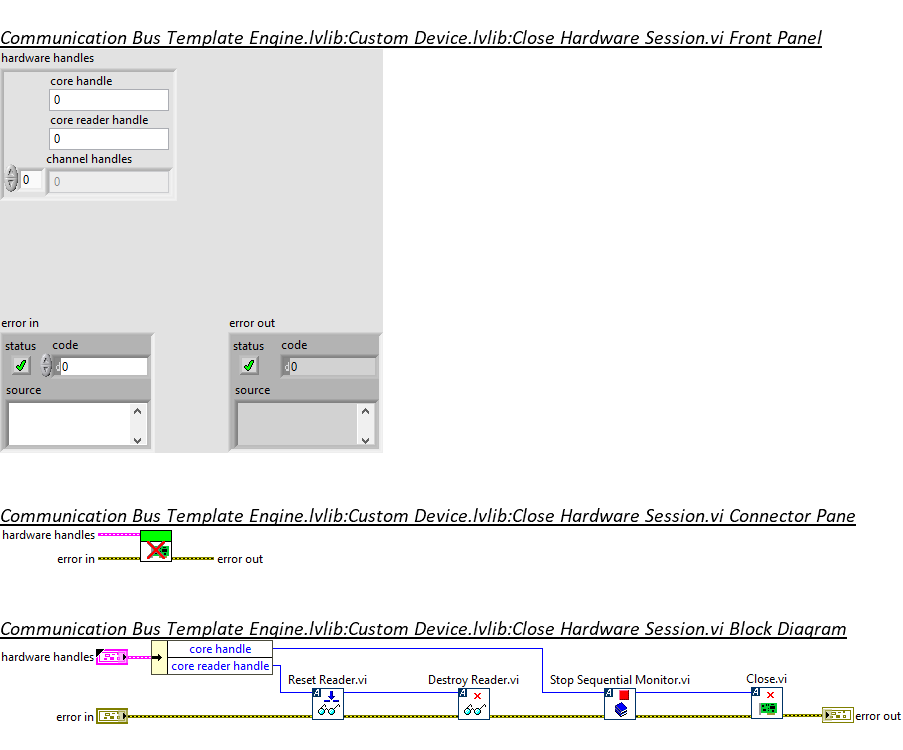 Communication Bus Template Engine.lvlib:Custom Device.lvlib:Close Hardware Session.vi Front Panel
hardware handles
core handle
0
core reader handle
0
channel handles
0 0
error in
error out
status code
status code
d0
d0
source
source
Communication Bus Template Engine.lvlib:Custom Device.lvlib:Close Hardware Session.vi Connector Pane
hardware handles
error in
error out
Communication Bus Template Engine.lvlib:Custom Device.lvlib:Close Hardware Session.vi Block Diagram
hardware handles
core handle
core reader handle
Reset Reader.vi
Destroy Reader.vi
Stop Sequential Monitor.vi
Close.vi
A
A
A
A
error in
error out